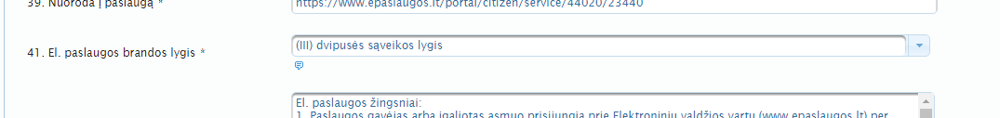 39. Nuoroda į paslaugą *
https://www.epaslaugos.lt/portal/citizen/service/44020/23440
41. El. paslaugos brandos lygis *
(III) dvipusės sąveikos lygis
El. paslaugos žingsniai:
1. Paslaugos gavėjas arba įgaliotas asmuo prisijungia prie Elektroninių valdžios vartų (www.epaslaugos.lt) per